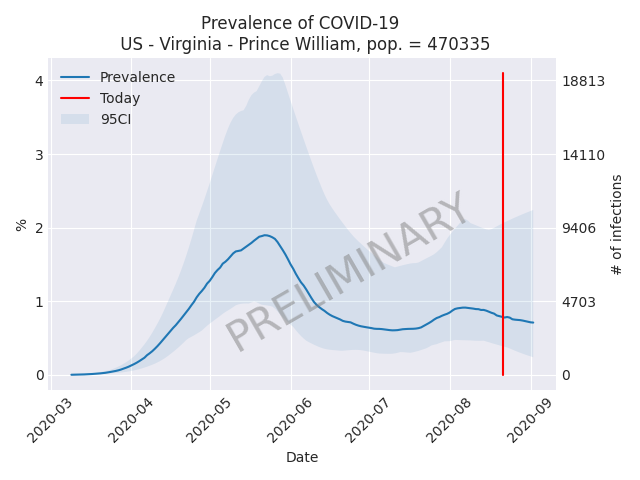 Prevalence of COVID-19
US - Virginia - Prince William, pop. = 470335
Prevalence
Today
95CI
4
3
2
1
0
%
18813
14110
9406
4703
0
# of infections
PRELIMINARY
2020-03
2020-04
2020-05
2020-06
2020-07
2020-08
2020-09
Date